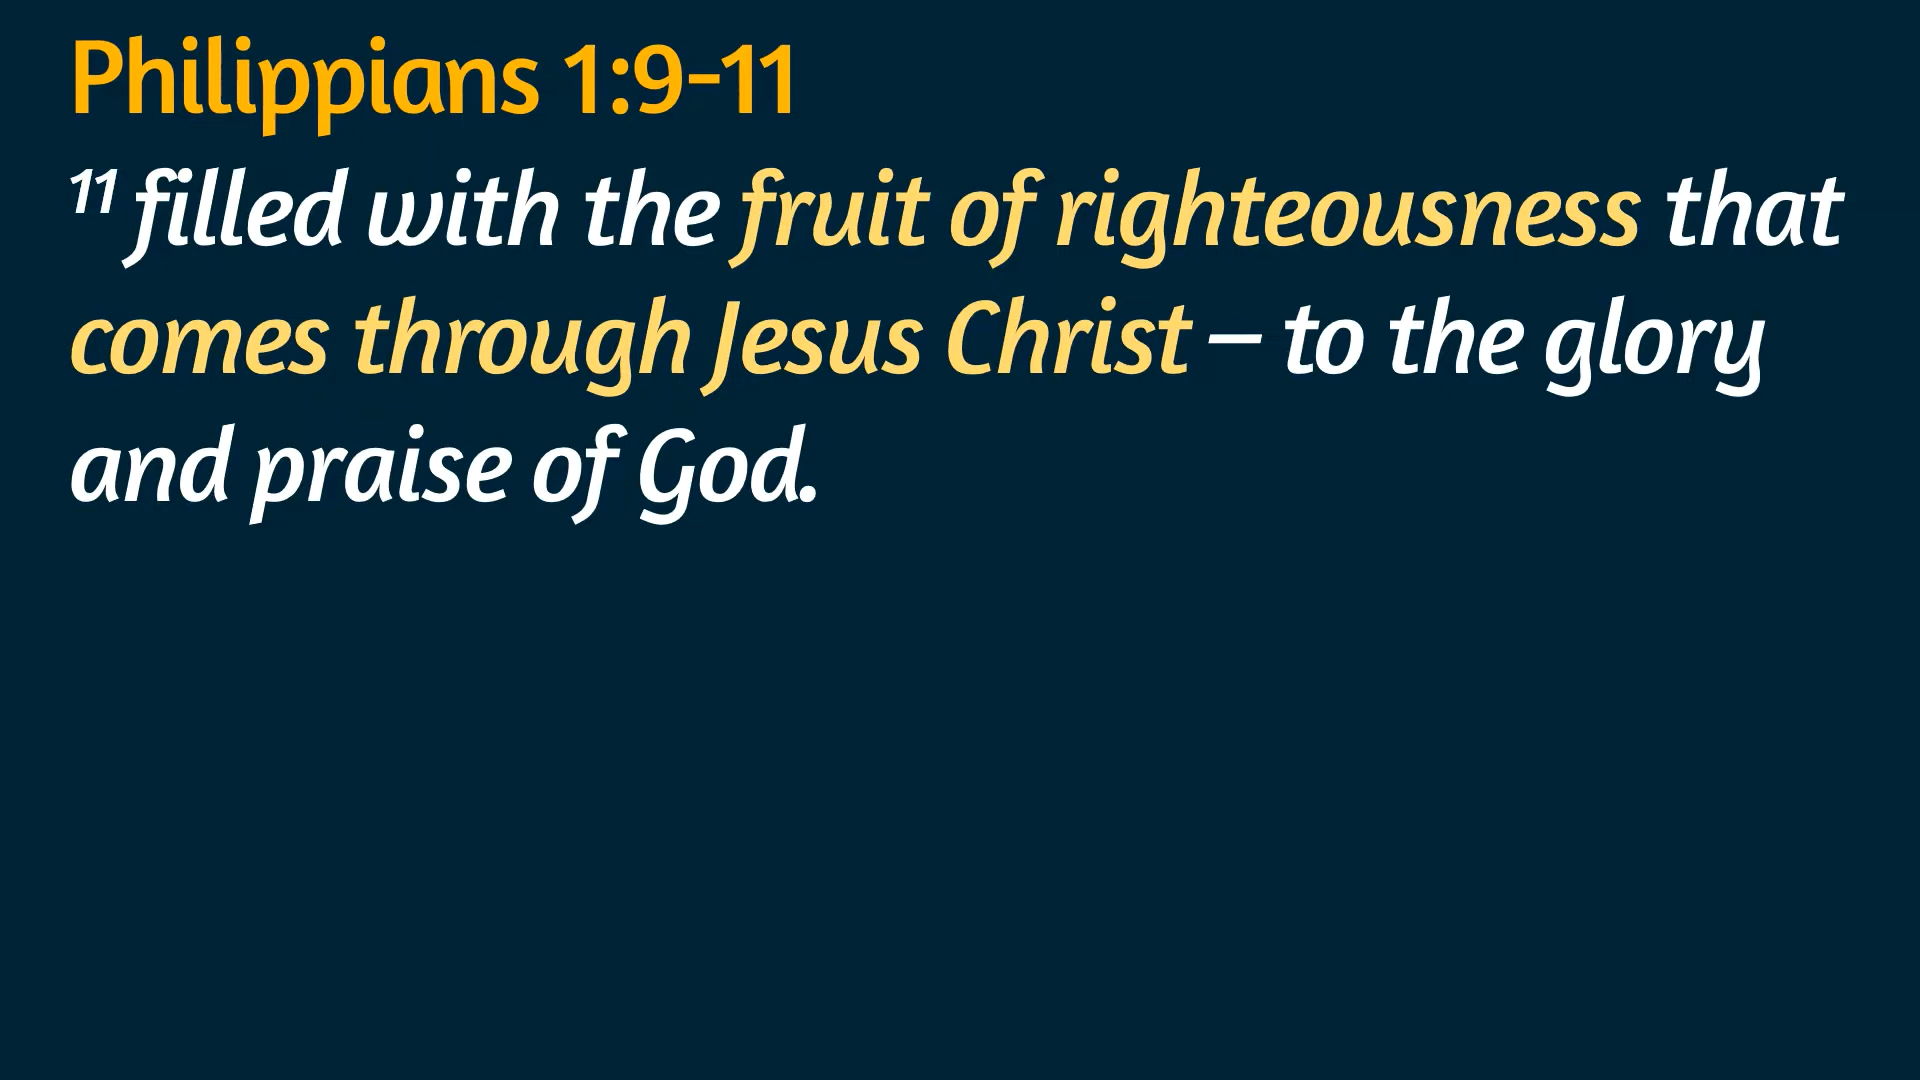 Philippians 1:9-11
11 filled with the fruit of righteousness that
comes through Jesus Christ – to the glory
and praise of God.